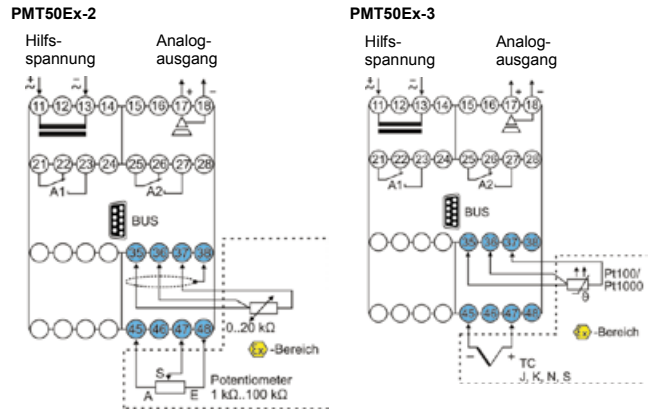 PMT50Ex-2
Hilfs-
spannung
Analog-
ausgang
+
~
−
~
+
−
11 12 13 14 15 16 17 18
21 22 23 24 25 26 27 28
A1
A2
BUS
35 36 37 38
0..20 kΩ
45 46 47 48
Ex -Bereich
S
A
E
Potentiometer
1 kΩ..100 kΩ
PMT50Ex-3
Hilfs-
spannung
Analog-
ausgang
+
~
−
~
+
−
11 12 13 14 15 16 17 18
21 22 23 24 25 26 27 28
A1
A2
BUS
35 36 37 38
Pt100/
Pt1000
ϑ
45 46 47 48
Ex -Bereich
−
+
TC
J, K, N, S